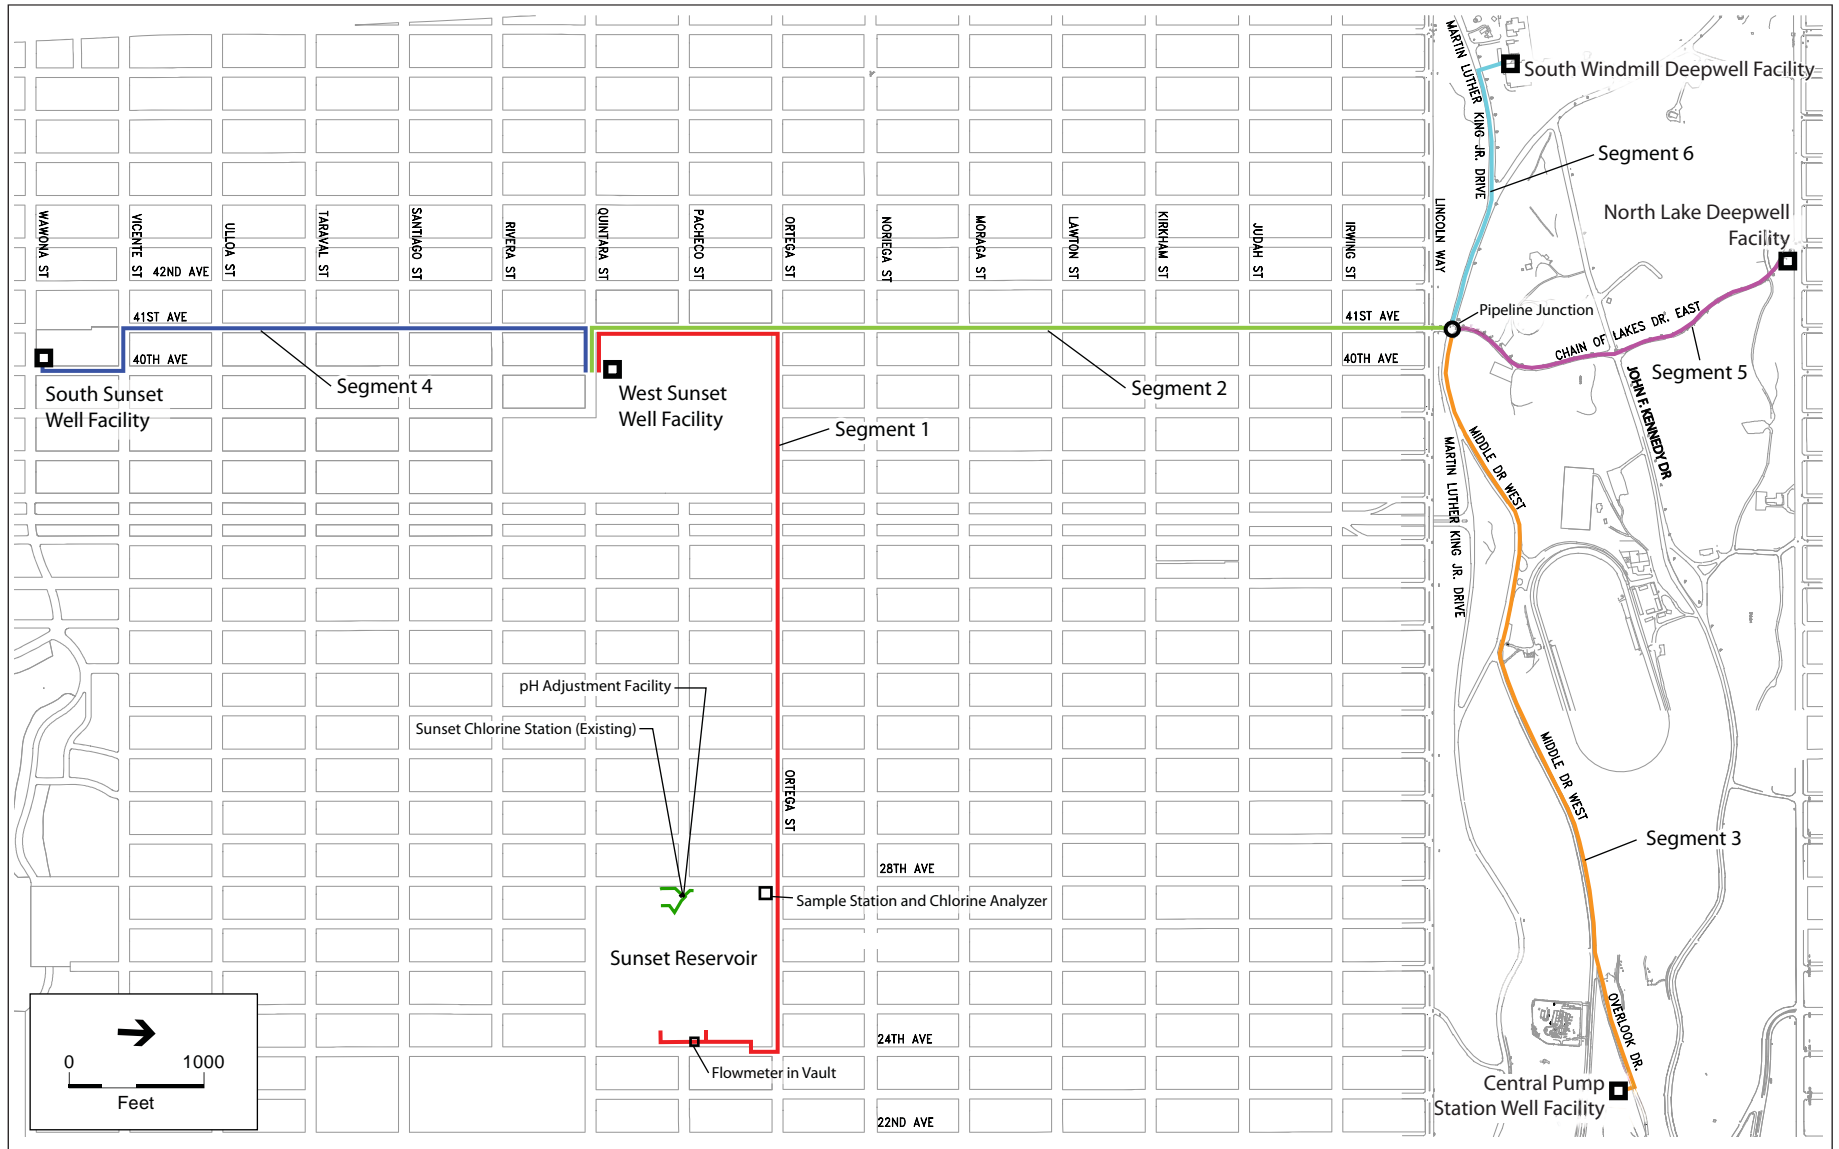 MARTIN LUTHER KING JR. DRIVE
South Windmill Deepwell Facility
Segment 6
North Lake Deepwell
Facility
WAWONA ST
VICENTE ST
ULLOA ST
TARAVAL ST
SANTIAGO ST
RIVERA ST
QUINTARA ST
PACHECO ST
ORTEGA ST
NORIEGA ST
MORAGA ST
LAWTON ST
KIRKHAM ST
JUDAH ST
IRWING ST
LINCOLN WAY
42ND AVE
41ST AVE
41ST AVE
Pipeline Junction
CHAIN OF LAKES DR. EAST
40TH AVE
40TH AVE
South Sunset
Well Facility
Segment 4
West Sunset
Well Facility
Segment 2
Segment 5
JOHN F. KENNEDY DR
Segment 1
MIDDLE DR WEST
MARTIN LUTHER KING JR. DRIVE
pH Adjustment Facility
Sunset Chlorine Station (Existing)
ORTEGA ST
MIDDLE DR WEST
Segment 3
28TH AVE
Sample Station and Chlorine Analyzer
Sunset Reservoir
OVERLOOK DR.
24TH AVE
Flowmeter in Vault
Central Pump
Station Well Facility
22ND AVE
0 1000
Feet